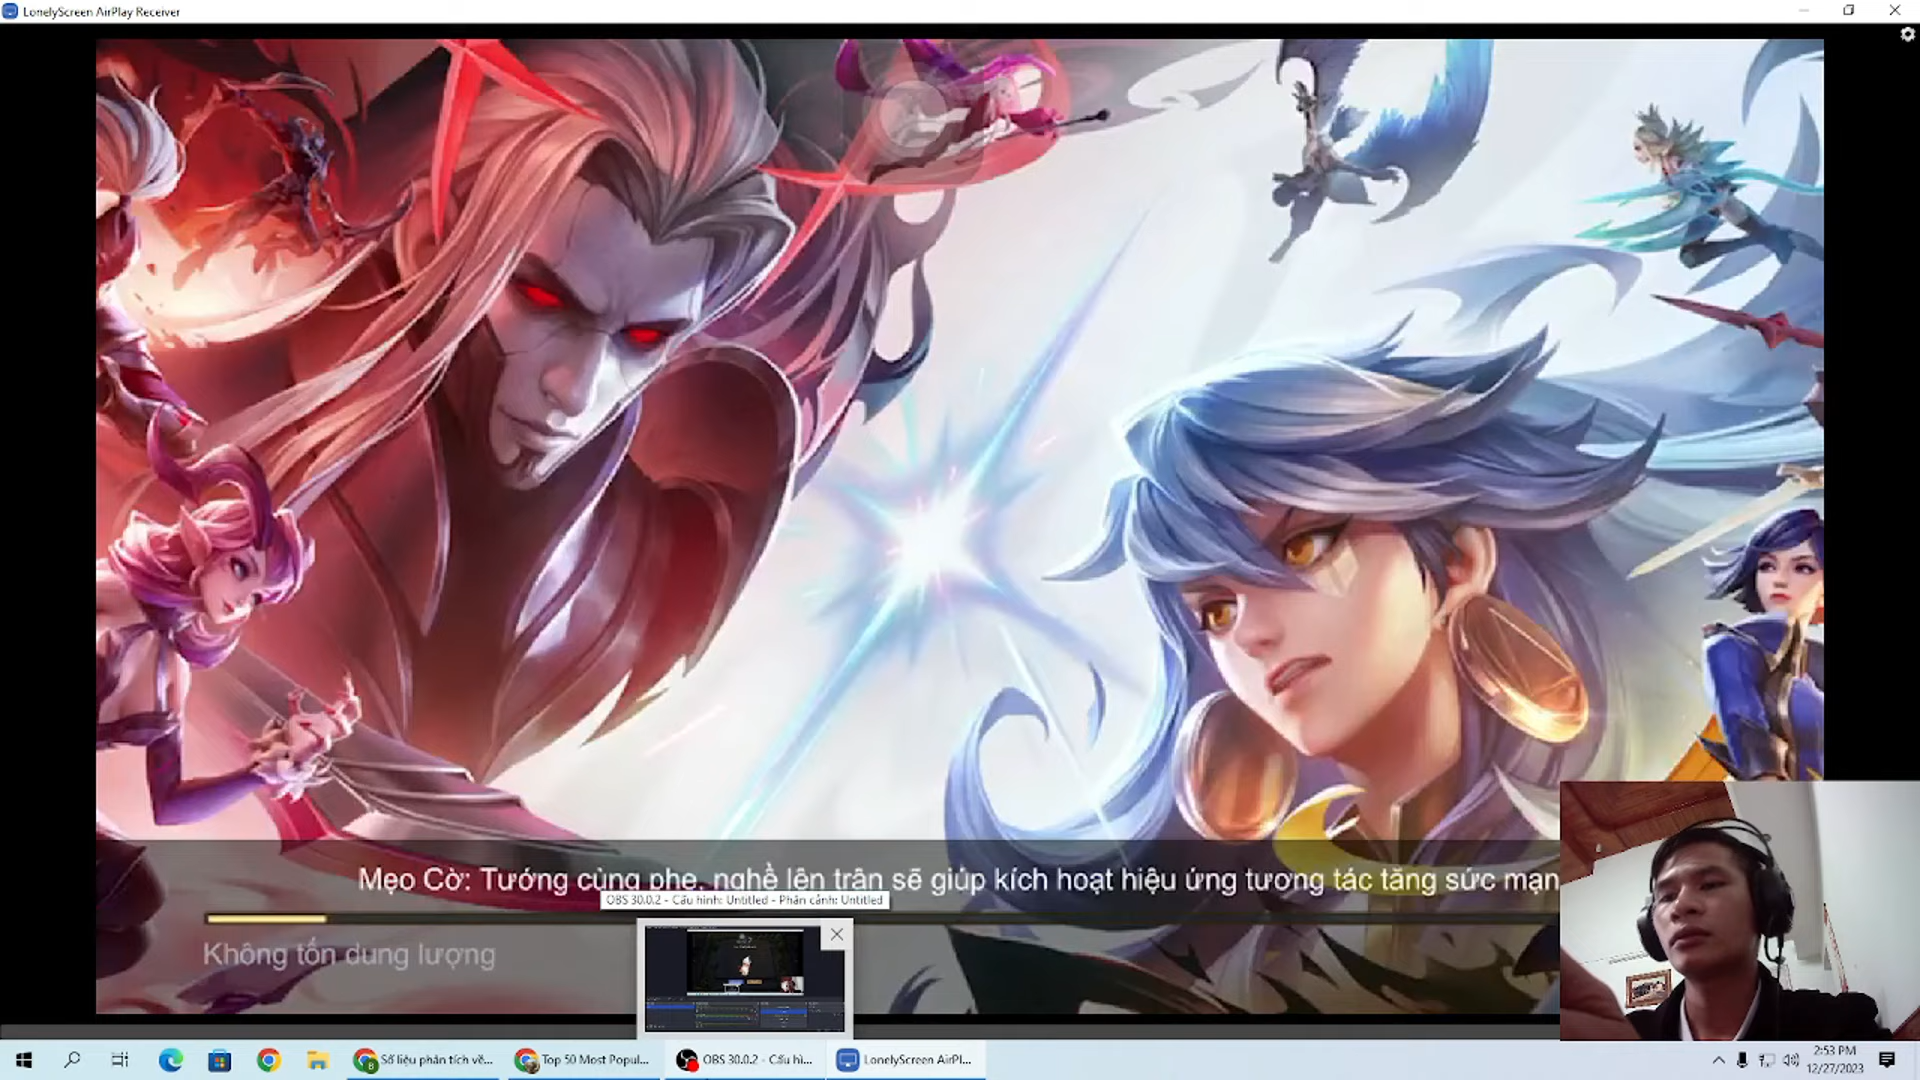 LonelyScreen AirPlay Receiver
Mẹo Cờ: Tướng cùng phe, nghề lên trận sẽ giúp kích hoạt hiệu ứng tương tác tăng sức mạn
OBS 30.0.2 - Cấu hình: Untitled - Phân cảnh: Untitled
Không tốn dung lượng
Số liệu phân tích về...
Top 50 Most Popul...
OBS 30.0.2 - Cấu hì...
LonelyScreen AirPl...
2:53 PM
12/27/2023